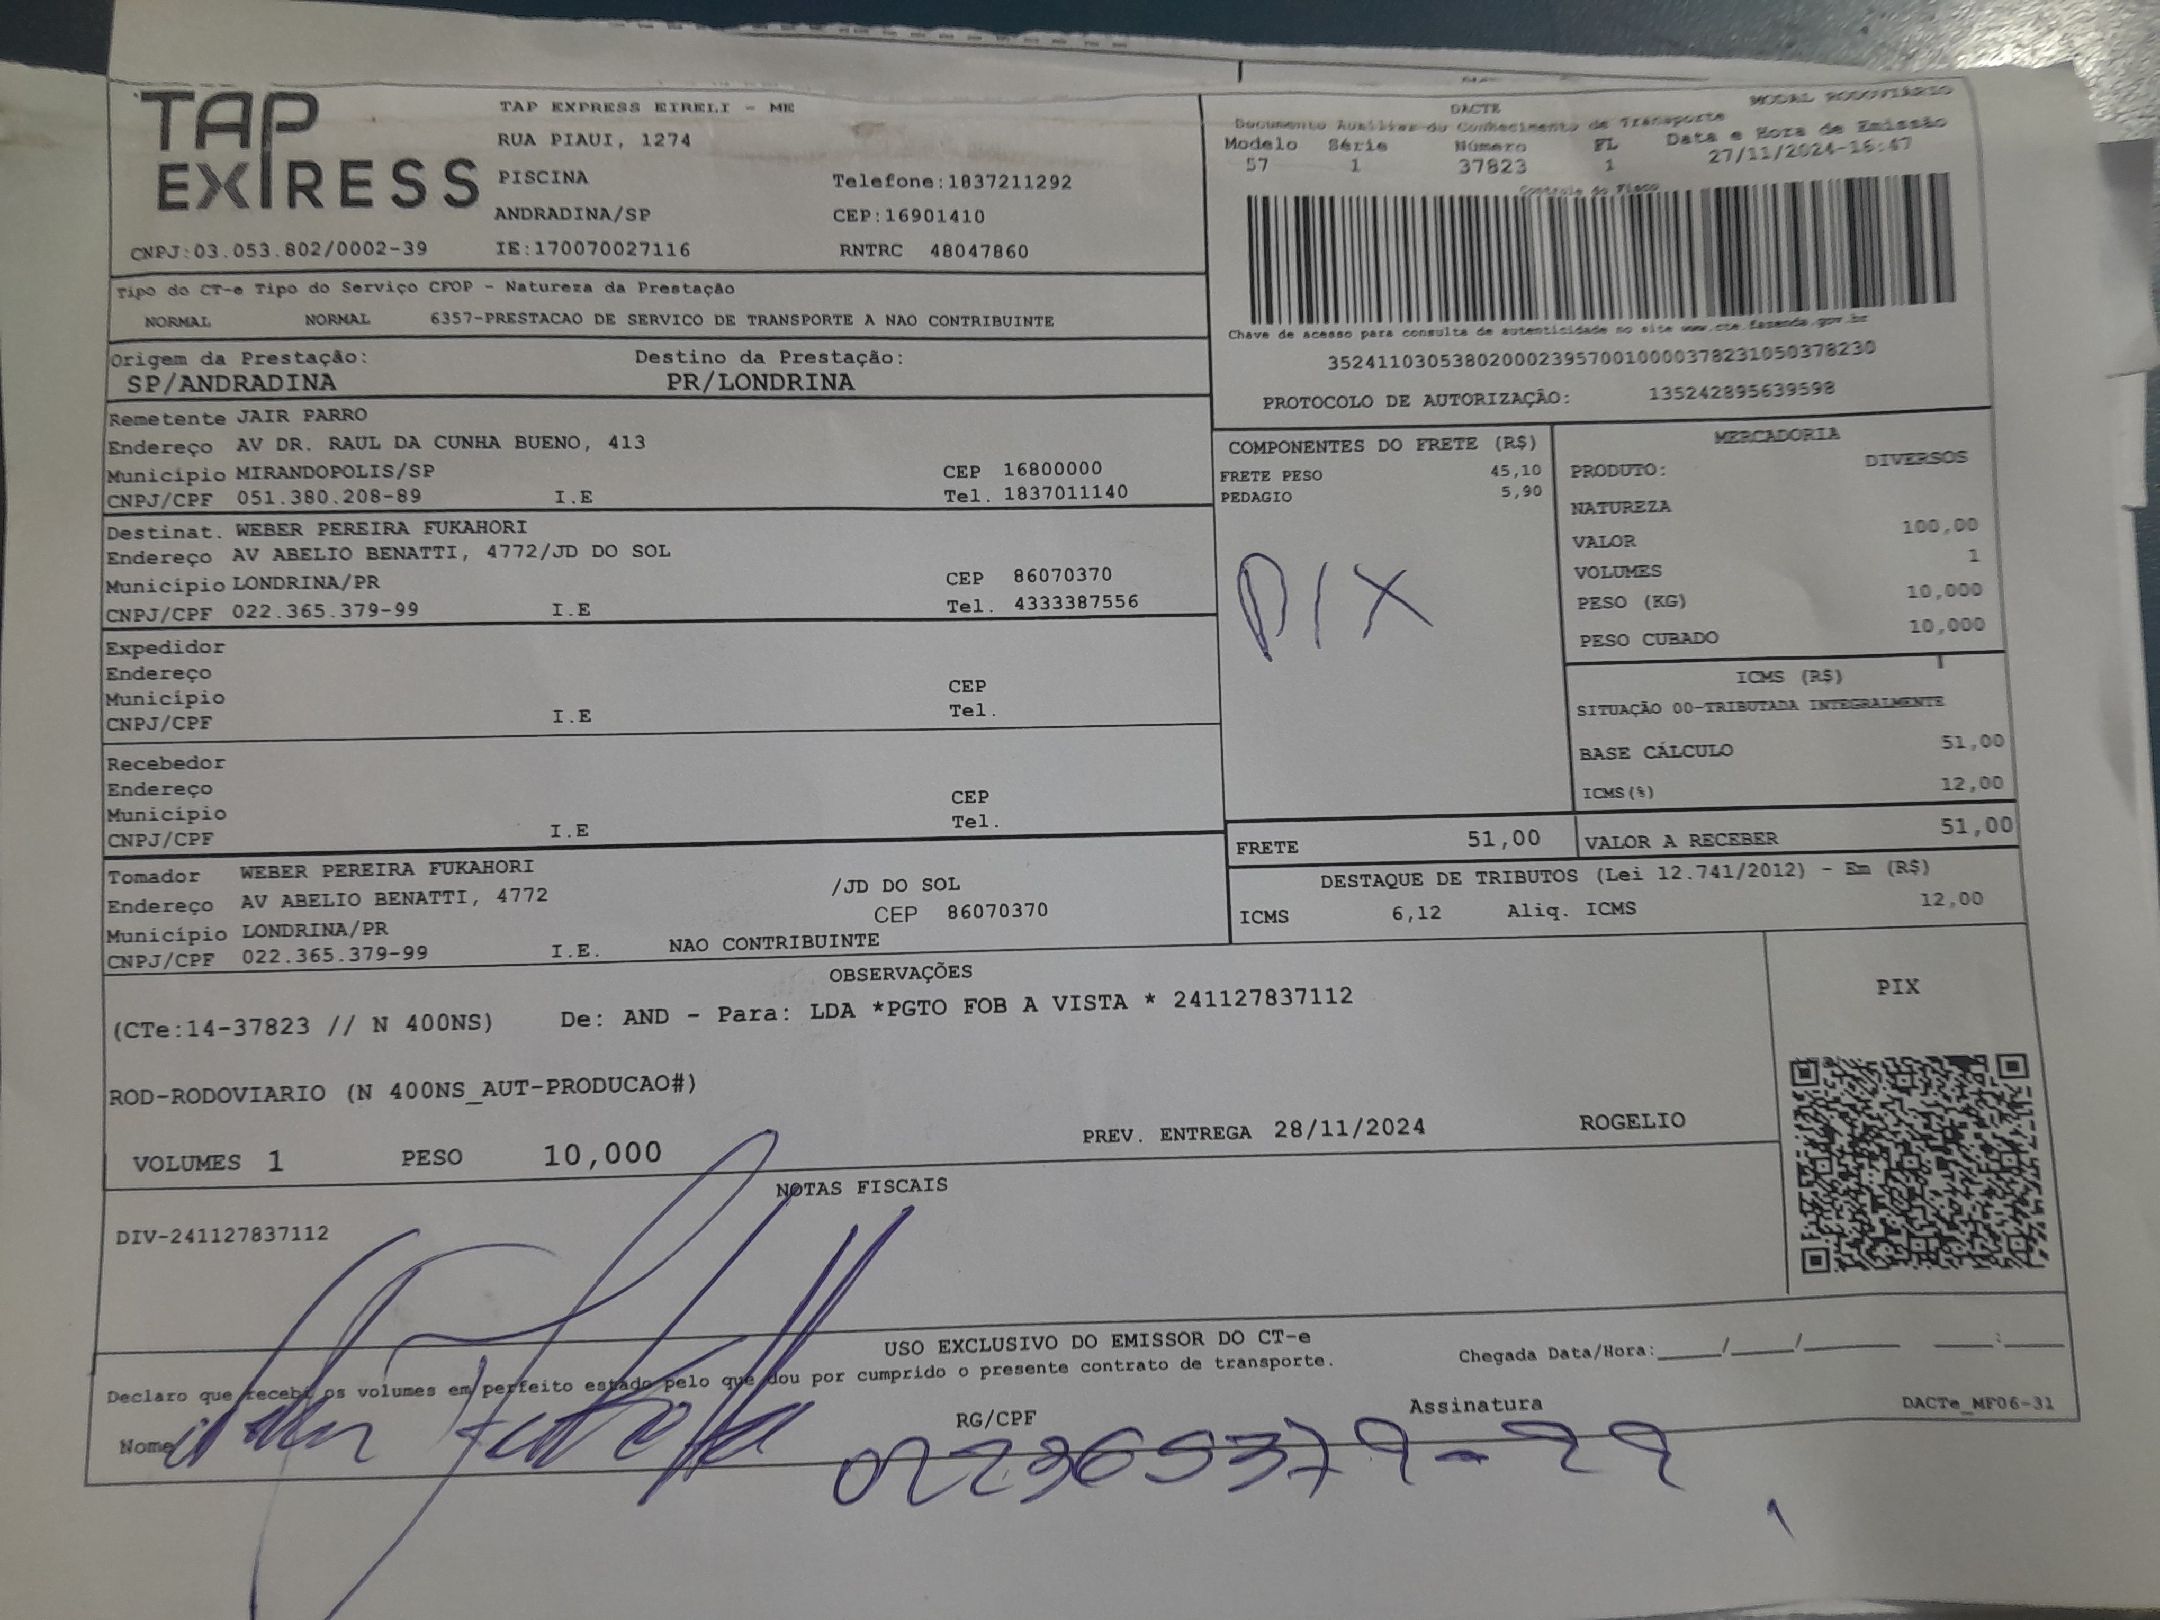 TAP
EXPRESS
TAP EXPRESS EIRELI - ME
RUA PIAUI, 1274
PISCINA
Telefone:1837211292
ANDRADINA/SP
CEP:16901410
CNPJ:03.053.802/0002-39
IE:170070027116
RNTRC 48047860
MODAL RODOVIÁRIO
DACTE
Documento Auxiliar do Conhecimento de Transporte
Modelo Série Número FL Data e Hora de Emissão
57 1 37823 1 27/11/2024-16:47
Controle do Fisco
Chave de acesso para consulta de autenticidade no site www.cte.fazenda.gov.br
35241103053802000239570010000378231050378230
PROTOCOLO DE AUTORIZAÇÃO: 135242895639598
Tipo do CT-e Tipo do Serviço CFOP - Natureza da Prestação
NORMAL NORMAL 6357-PRESTACAO DE SERVICO DE TRANSPORTE A NAO CONTRIBUINTE
Origem da Prestação: Destino da Prestação:
SP/ANDRADINA PR/LONDRINA
Remetente JAIR PARRO
Endereço AV DR. RAUL DA CUNHA BUENO, 413
Município MIRANDOPOLIS/SP CEP 16800000
CNPJ/CPF 051.380.208-89 I.E Tel. 1837011140
Destinat. WEBER PEREIRA FUKAHORI
Endereço AV ABELIO BENATTI, 4772/JD DO SOL
Município LONDRINA/PR CEP 86070370
CNPJ/CPF 022.365.379-99 I.E Tel. 4333387556
Expedidor
Endereço
Município CEP
CNPJ/CPF I.E Tel.
Recebedor
Endereço CEP
Município Tel.
CNPJ/CPF I.E
Tomador WEBER PEREIRA FUKAHORI
Endereço AV ABELIO BENATTI, 4772 /JD DO SOL
Município LONDRINA/PR CEP 86070370
CNPJ/CPF 022.365.379-99 I.E. NAO CONTRIBUINTE
COMPONENTES DO FRETE (R$)
FRETE PESO 45,10
PEDAGIO 5,90
PIX
MERCADORIA
PRODUTO: DIVERSOS
NATUREZA
VALOR 100,00
VOLUMES 1
PESO (KG) 10,000
PESO CUBADO 10,000
ICMS (R$)
SITUAÇÃO 00-TRIBUTADA INTEGRALMENTE
BASE CÁLCULO 51,00
ICMS(%) 12,00
FRETE 51,00 VALOR A RECEBER 51,00
DESTAQUE DE TRIBUTOS (Lei 12.741/2012) - Em (R$)
ICMS 6,12 Aliq. ICMS 12,00
OBSERVAÇÕES
(CTe:14-37823 // N 400NS) De: AND - Para: LDA *PGTO FOB A VISTA * 241127837112
ROD-RODOVIARIO (N 400NS_AUT-PRODUCAO#)
VOLUMES 1 PESO 10,000 PREV. ENTREGA 28/11/2024 ROGELIO
PIX
NOTAS FISCAIS
DIV-241127837112
USO EXCLUSIVO DO EMISSOR DO CT-e
Declaro que recebi os volumes em perfeito estado pelo que dou por cumprido o presente contrato de transporte.
Chegada Data/Hora:____/____/______ ____:____
Nome RG/CPF Assinatura DACTe_MF06-31
022365379-99